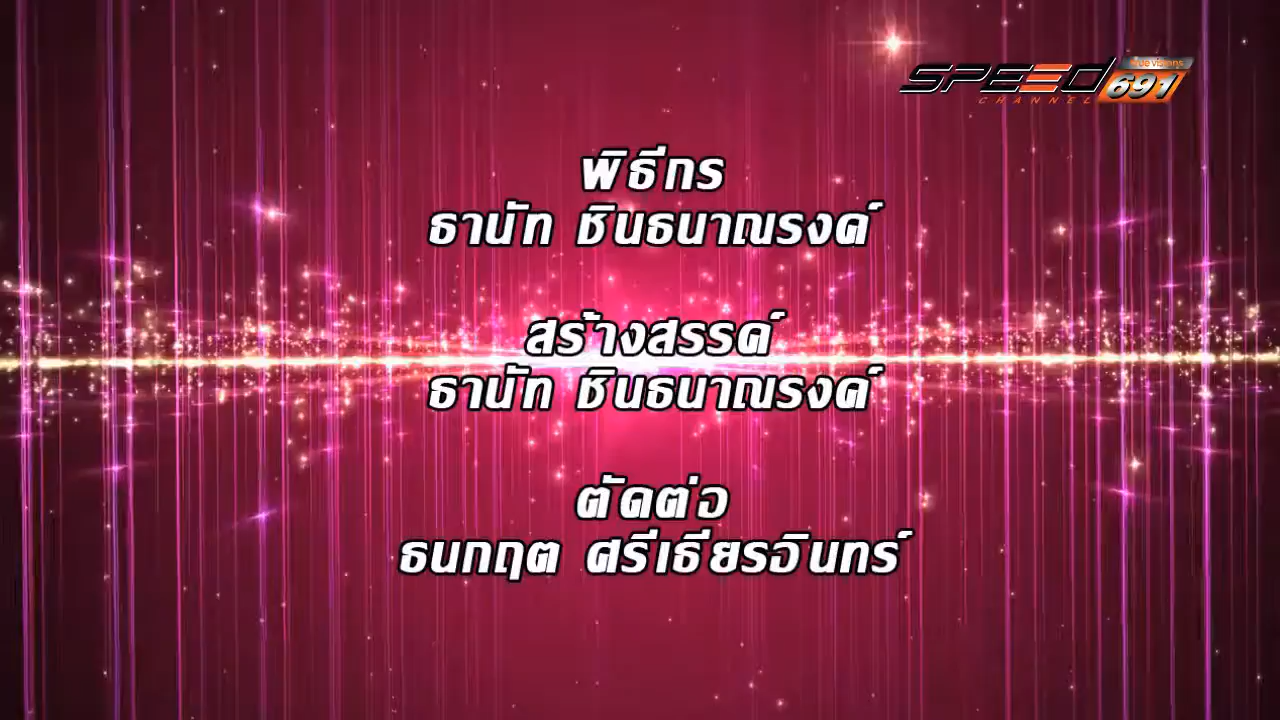 SPEED
CHANNEL
true visions
691
พิธีกร
ธานัท ชินธนาณรงค์
สร้างสรรค์
ธานัท ชินธนาณรงค์
ตัดต่อ
ธนกฤต ศรีเธียรอินทร์